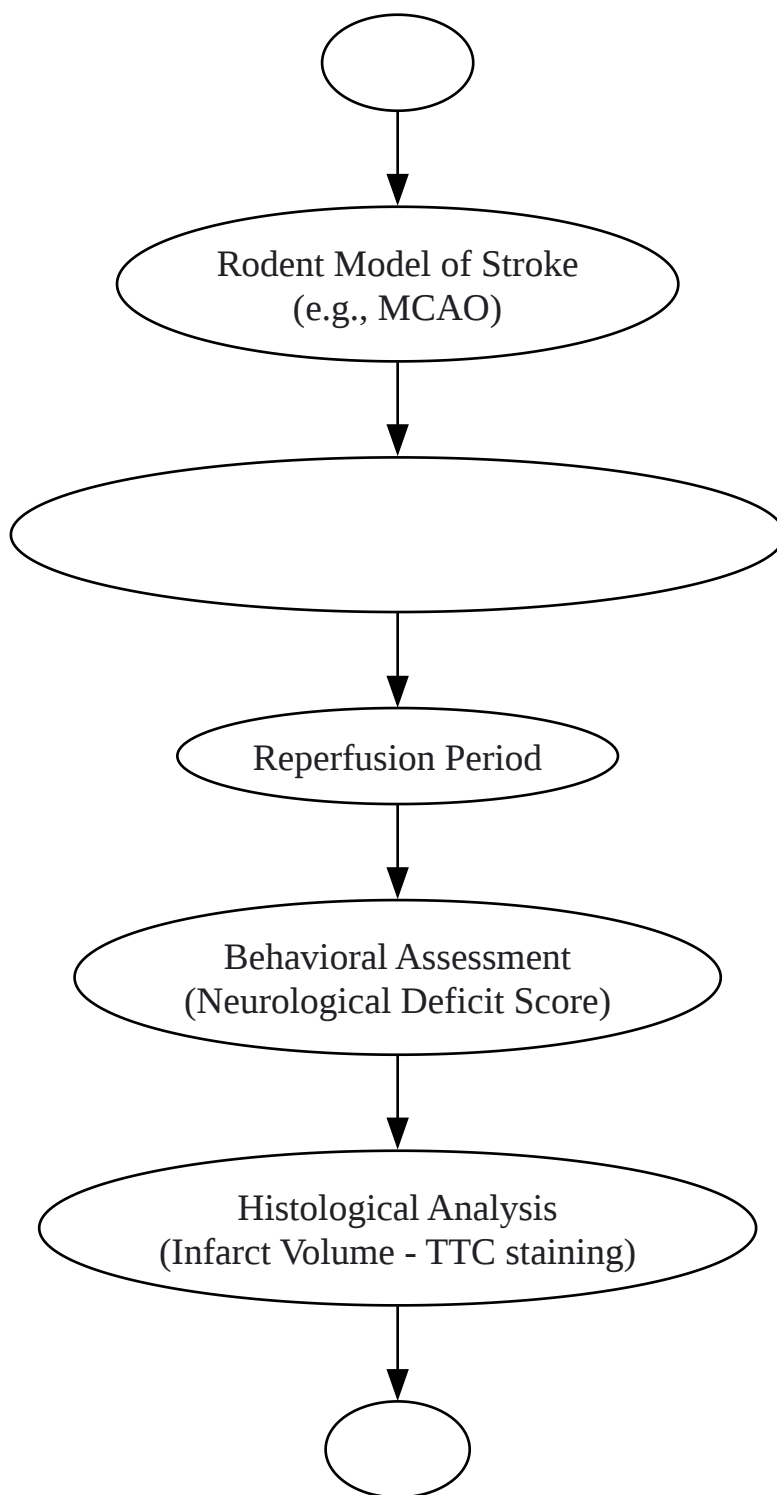 Rodent Model of Stroke
(e.g., MCAO)
Reperfusion Period
Behavioral Assessment
(Neurological Deficit Score)
Histological Analysis
(Infarct Volume - TTC staining)